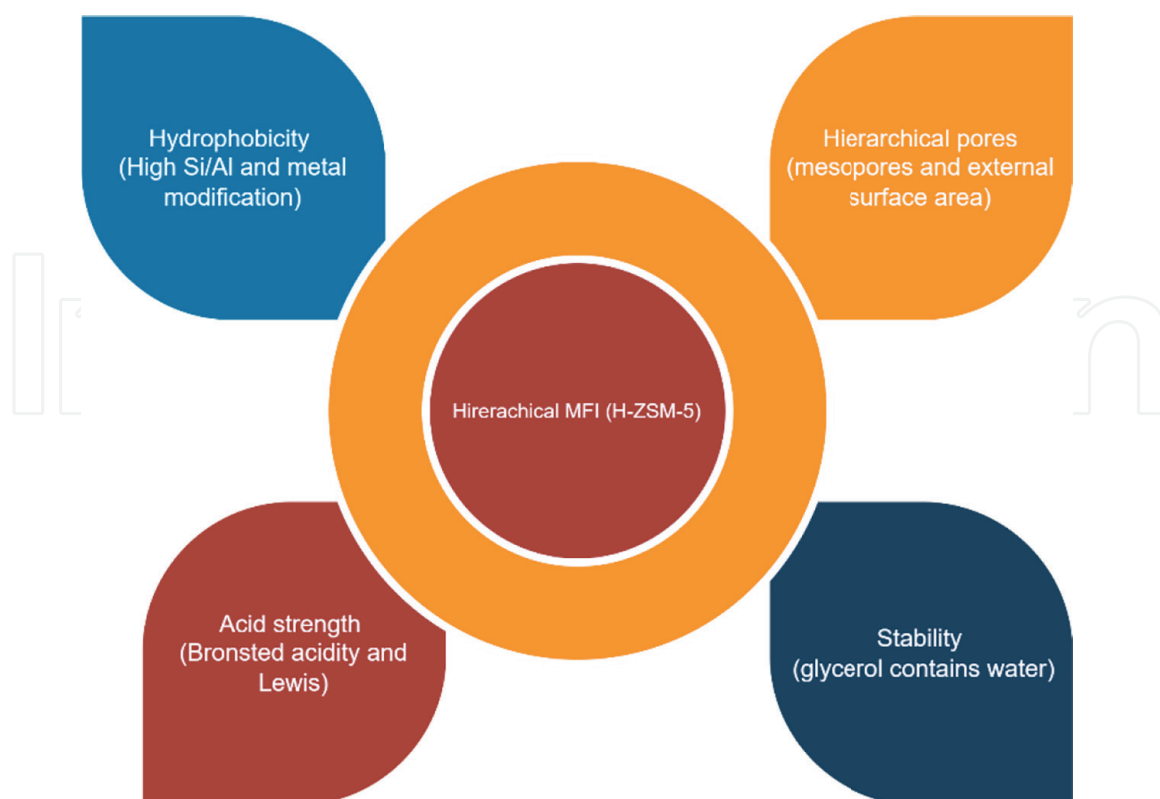 Hydrophobicity
(High Si/Al and metal
modification)
Hierarchical pores
(mesopores and external
surface area)
Hirerachical MFI (H-ZSM-5)
Acid strength
(Bronsted acidity and
Lewis)
Stability
(glycerol contains water)